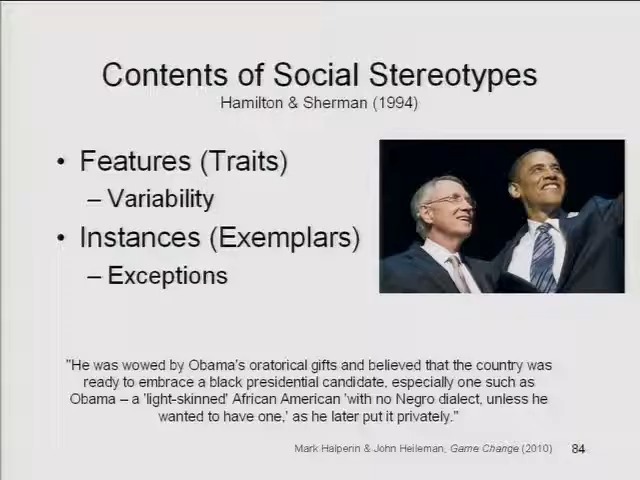 Contents of Social Stereotypes
Hamilton & Sherman (1994)
• Features (Traits)
– Variability
• Instances (Exemplars)
– Exceptions
"He was wowed by Obama's oratorical gifts and believed that the country was
ready to embrace a black presidential candidate, especially one such as
Obama – a 'light-skinned' African American 'with no Negro dialect, unless he
wanted to have one,' as he later put it privately."
Mark Halperin & John Heileman, Game Change (2010)
84